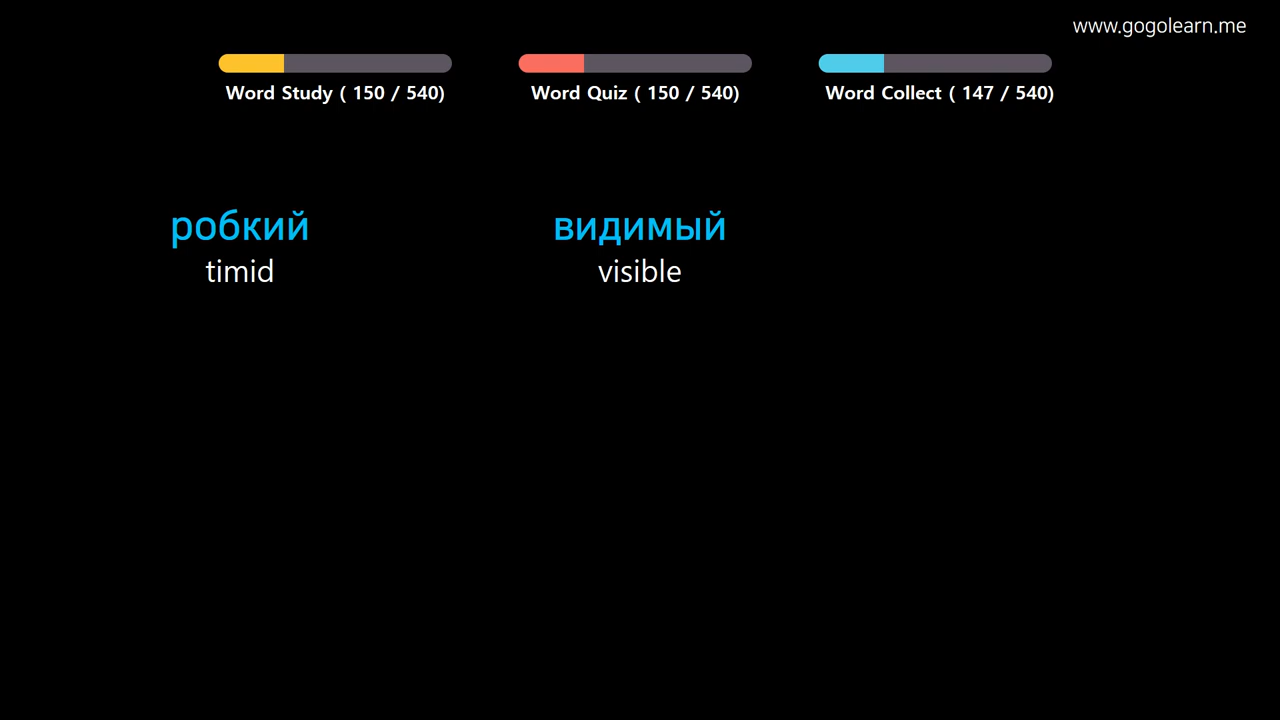 www.gogolearn.me
Word Study ( 150 / 540)
Word Quiz ( 150 / 540)
Word Collect ( 147 / 540)
робкий
timid
видимый
visible